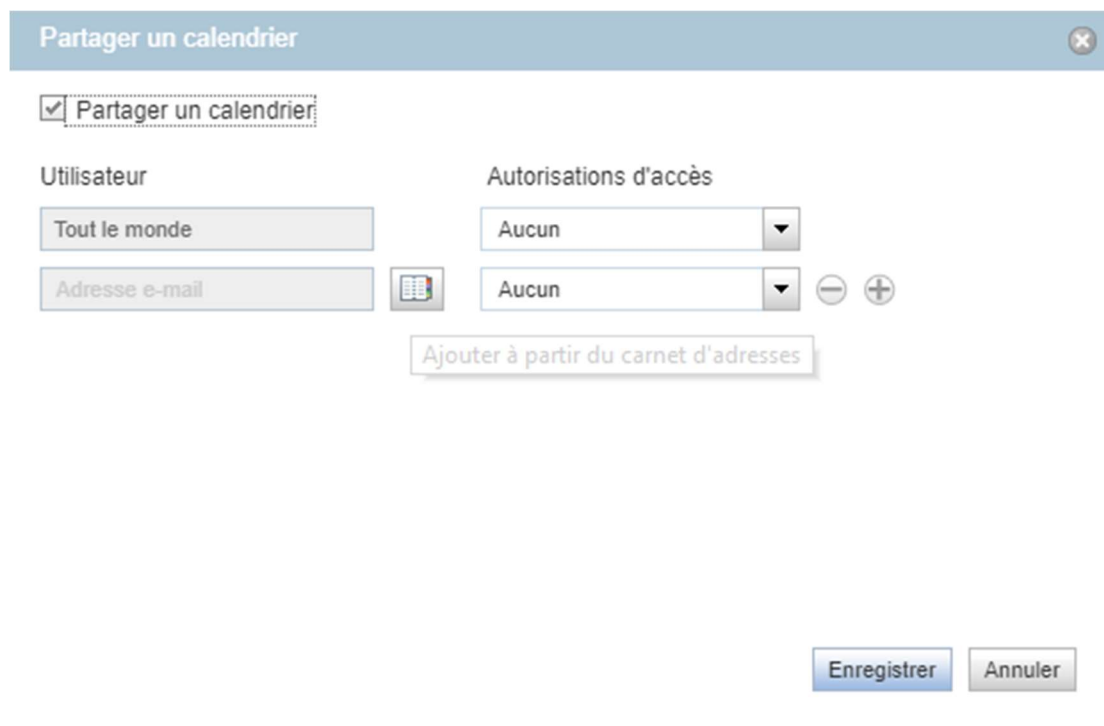 Partager un calendrier
Partager un calendrier
Utilisateur Autorisations d'accès
Tout le monde Aucun
Adresse e-mail Aucun
Ajouter à partir du carnet d'adresses
Enregistrer Annuler